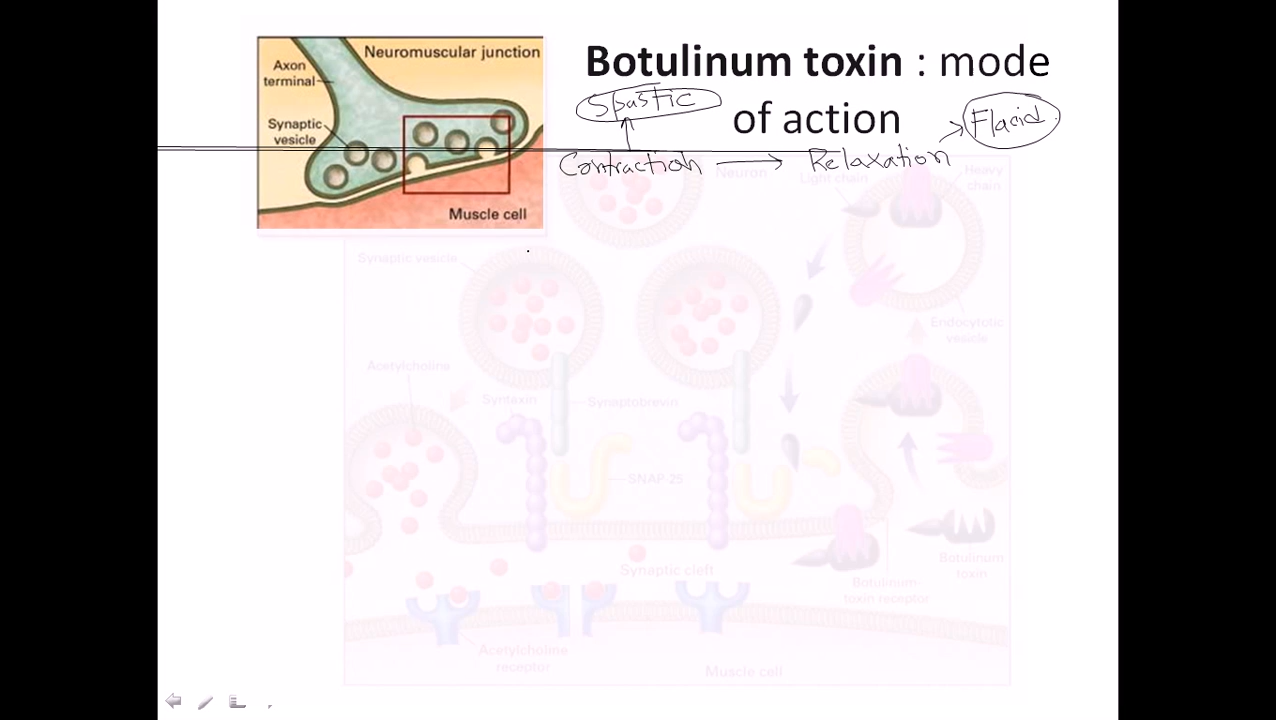 Neuromuscular junction
Axon
terminal
Synaptic
vesicle
Muscle cell
Botulinum toxin : mode
of action
Spastic
Flacid
Contraction → Relaxation
Neuron
Light chain
Heavy
chain
Synaptic vesicle
Endocytotic
vesicle
Acetylcholine
Syntaxin
Synaptobrevin
SNAP 25
Synaptic cleft
Botulinum
toxin
Botulinum
toxin receptor
Acetylcholine
receptor
Muscle cell